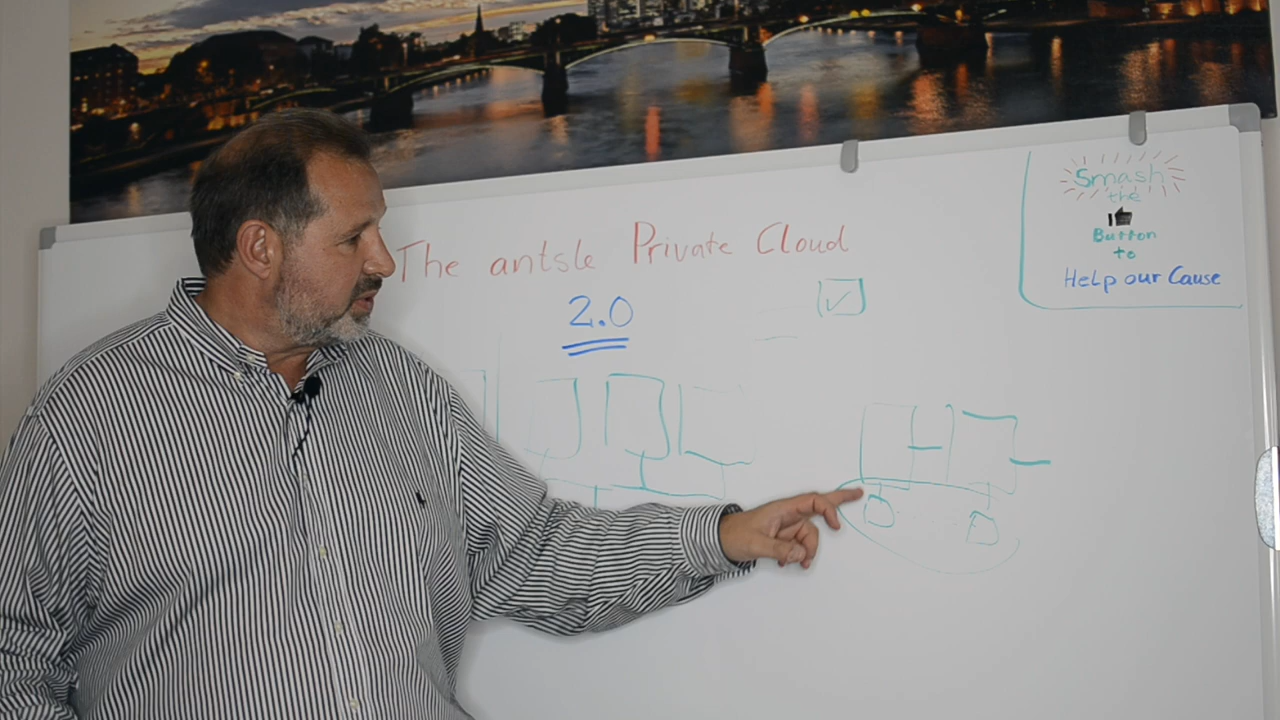 The antsle Private Cloud
2.0
Smash
the
Button
to
Help our Cause